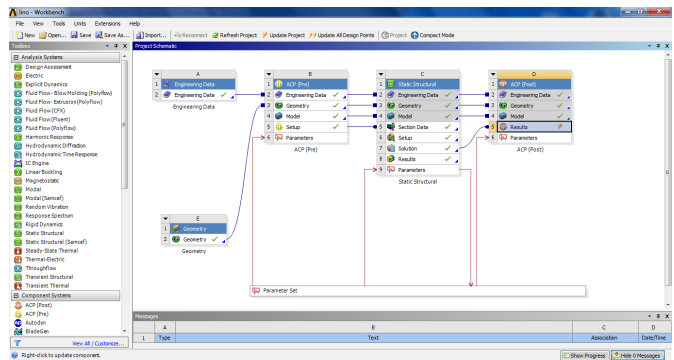 lino - Workbench
File View Tools Units Extensions Help
New Open... Save Save As... Import... Reconnect Refresh Project Update Project Update All Design Points Project Compact Mode
Toolbox
Analysis Systems
Design Assessment
Electric
Explicit Dynamics
Fluid Flow-Blow Molding (Polyflow)
Fluid Flow-Extrusion(Polyflow)
Fluid Flow (CFX)
Fluid Flow (Fluent)
Fluid Flow (Polyflow)
Harmonic Response
Hydrodynamic Diffraction
Hydrodynamic Time Response
IC Engine
Linear Buckling
Magnetostatic
Modal
Modal (Samcef)
Random Vibration
Response Spectrum
Rigid Dynamics
Static Structural
Static Structural (Samcef)
Steady-State Thermal
Thermal-Electric
Throughflow
Transient Structural
Transient Thermal
Component Systems
ACP (Post)
ACP (Pre)
Autodyn
BladeGen
View All / Customize...
Project Schematic
A
1 Engineering Data
2 Engineering Data
Engineering Data
B
1 ACP (Pre)
2 Engineering Data
3 Geometry
4 Model
5 Setup
6 Parameters
ACP (Pre)
C
1 Static Structural
2 Engineering Data
3 Geometry
4 Model
5 Section Data
6 Setup
7 Solution
8 Results
9 Parameters
Static Structural
D
1 ACP (Post)
2 Engineering Data
3 Geometry
4 Model
5 Results
6 Parameters
ACP (Post)
E
1 Geometry
2 Geometry
Geometry
Parameter Set
Messages
A B C D
1 Type Text Association Date/Time
Right-click to update component.
Show Progress Hide 0 Messages